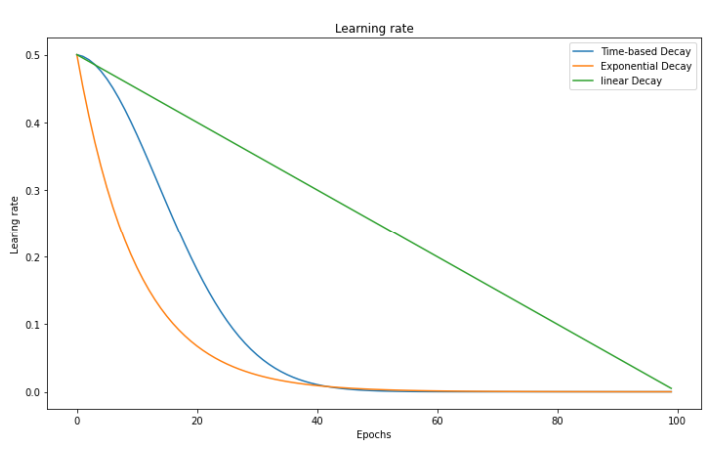 Learning rate
Time-based Decay
Exponential Decay
linear Decay
0.5
0.4
0.3
0.2
0.1
0.0
Learng rate
0
20
40
60
80
100
Epochs